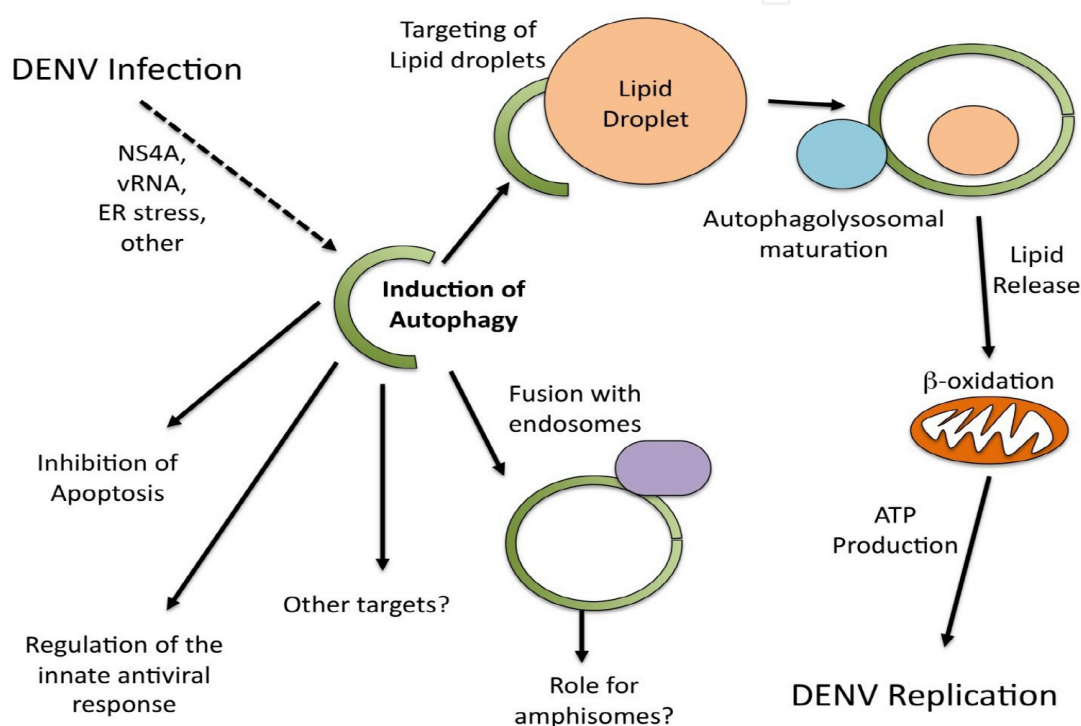 DENV Infection
NS4A,
vRNA,
ER stress,
other
Induction of
Autophagy
Targeting of
Lipid droplets
Lipid
Droplet
Autophagolysosomal
maturation
Lipid
Release
β-oxidation
ATP
Production
DENV Replication
Fusion with
endosomes
Role for
amphisomes?
Other targets?
Inhibition of
Apoptosis
Regulation of the
innate antiviral
response